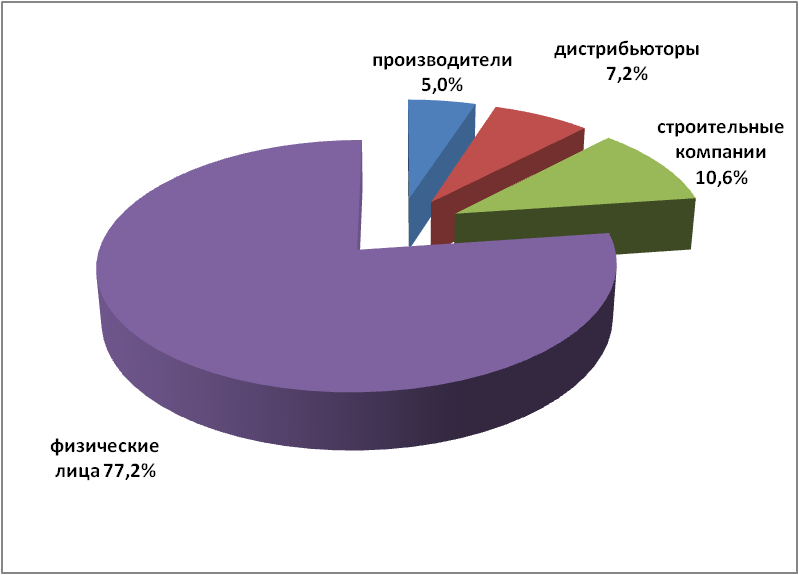 производители
5,0%
дистрибьюторы
7,2%
строительные
компании
10,6%
физические
лица 77,2%